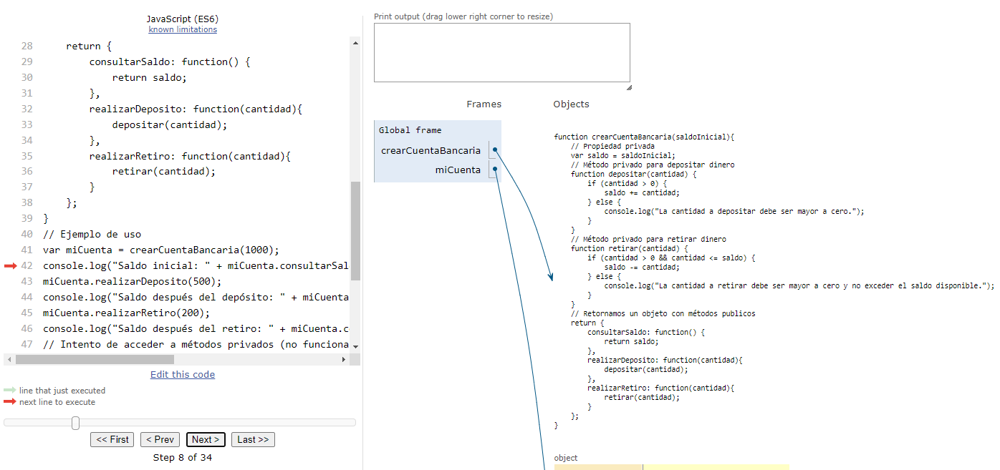 JavaScript (ES6)
known limitations
28     return {
29         consultarSaldo: function() {
30             return saldo;
31         },
32         realizarDeposito: function(cantidad){
33             depositar(cantidad);
34         },
35         realizarRetiro: function(cantidad){
36             retirar(cantidad);
37         }
38     };
39 }
40 // Ejemplo de uso
41 var miCuenta = crearCuentaBancaria(1000);
42 console.log("Saldo inicial: " + miCuenta.consultarSal
43 miCuenta.realizarDeposito(500);
44 console.log("Saldo después del depósito: " + miCuenta
45 miCuenta.realizarRetiro(200);
46 console.log("Saldo después del retiro: " + miCuenta.c
47 // Intento de acceder a métodos privados (no funciona
Edit this code
line that just executed
next line to execute
<< First
< Prev
Next >
Last >>
Step 8 of 34
Print output (drag lower right corner to resize)
Frames
Objects
Global frame
crearCuentaBancaria
miCuenta
function crearCuentaBancaria(saldoInicial){
    // Propiedad privada
    var saldo = saldoInicial;
    // Método privado para depositar dinero
    function depositar(cantidad) {
        if (cantidad > 0) {
            saldo += cantidad;
        } else {
            console.log("La cantidad a depositar debe ser mayor a cero.");
        }
    }
    // Método privado para retirar dinero
    function retirar(cantidad) {
        if (cantidad > 0 && cantidad <= saldo) {
            saldo -= cantidad;
        } else {
            console.log("La cantidad a retirar debe ser mayor a cero y no exceder el saldo disponible.");
        }
    }
    // Retornamos un objeto con métodos publicos
    return {
        consultarSaldo: function() {
            return saldo;
        },
        realizarDeposito: function(cantidad){
            depositar(cantidad);
        },
        realizarRetiro: function(cantidad){
            retirar(cantidad);
        }
    };
}
object